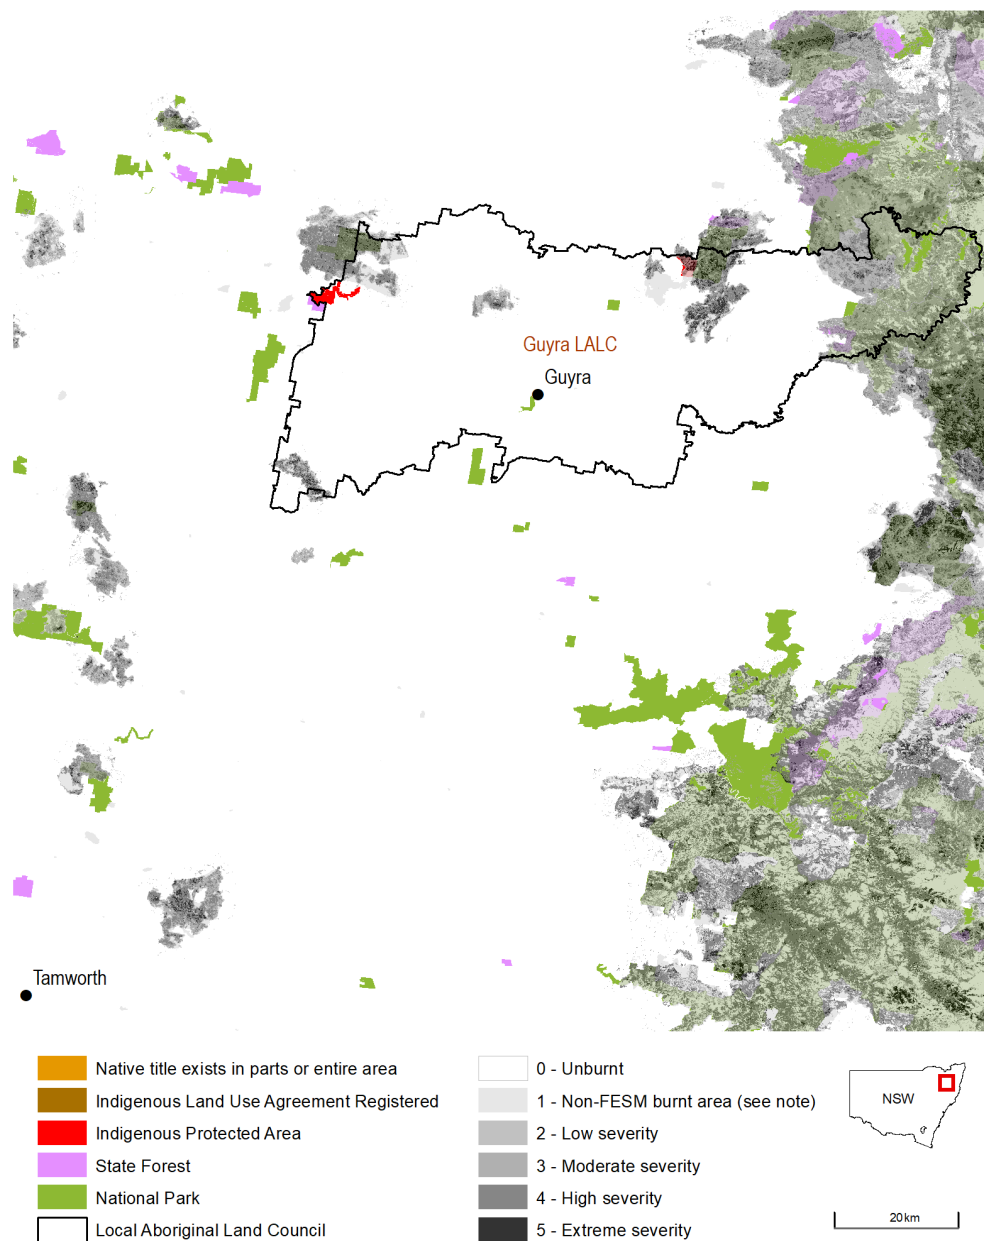 Guyra LALC
Guyra
Tamworth
Native title exists in parts or entire area
Indigenous Land Use Agreement Registered
Indigenous Protected Area
State Forest
National Park
Local Aboriginal Land Council
0 - Unburnt
1 - Non-FESM burnt area (see note)
2 - Low severity
3 - Moderate severity
4 - High severity
5 - Extreme severity
NSW
20km